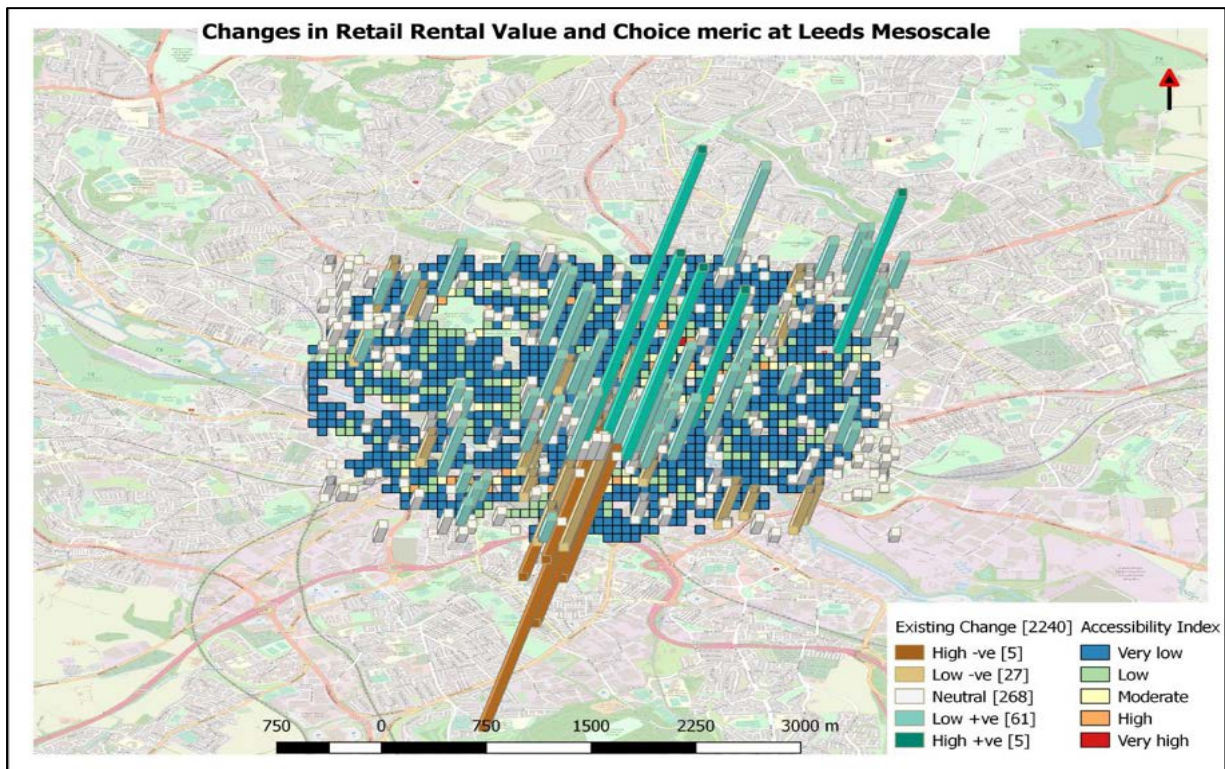 Changes in Retail Rental Value and Choice meric at Leeds Mesoscale
Existing Change [2240] Accessibility Index
High -ve [5] Very low
Low -ve [27] Low
Neutral [268] Moderate
Low +ve [61] High
High +ve [5] Very high
750 0 750 1500 2250 3000 m